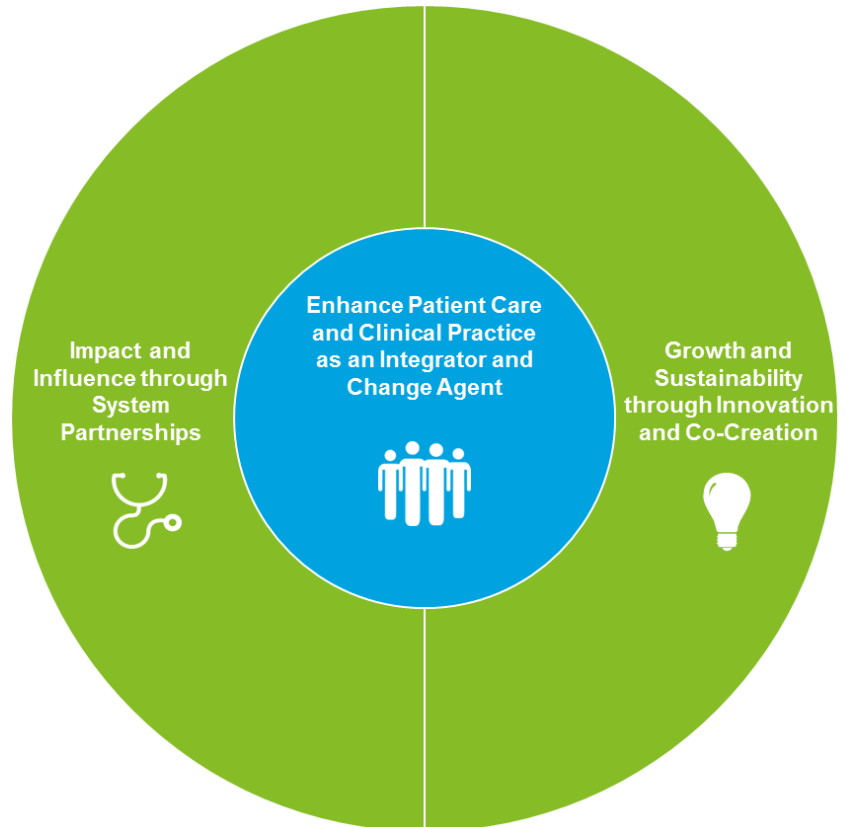 Enhance Patient Care
and Clinical Practice
as an Integrator and
Change Agent
Impact and
Influence through
System
Partnerships
Growth and
Sustainability
through Innovation
and Co-Creation